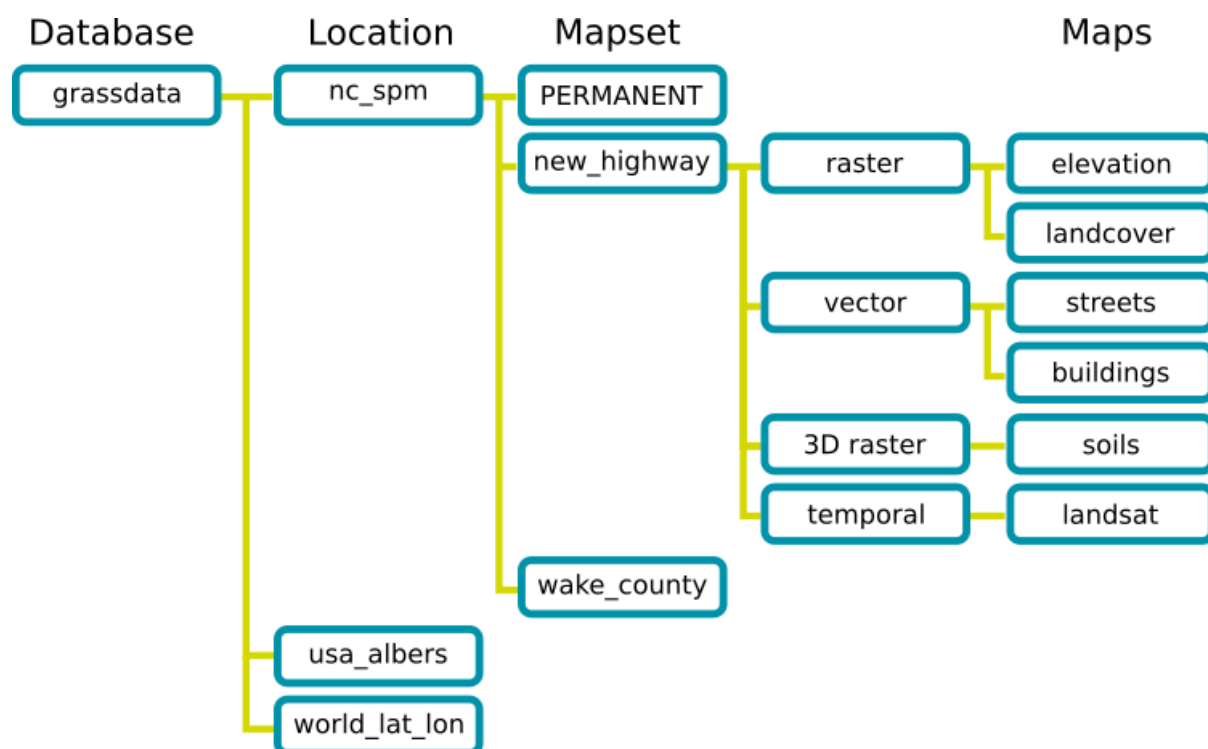 Database Location Mapset Maps
grassdata nc_spm PERMANENT
new_highway raster elevation
landcover
vector streets
buildings
3D raster soils
temporal landsat
wake_county
usa_albers
world_lat_lon